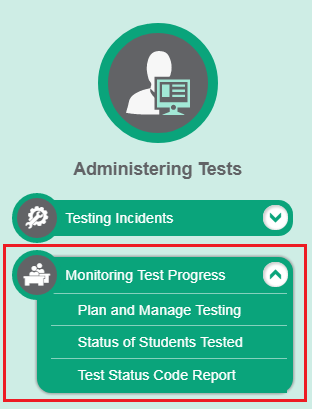 Administering Tests
Testing Incidents
Monitoring Test Progress
Plan and Manage Testing
Status of Students Tested
Test Status Code Report